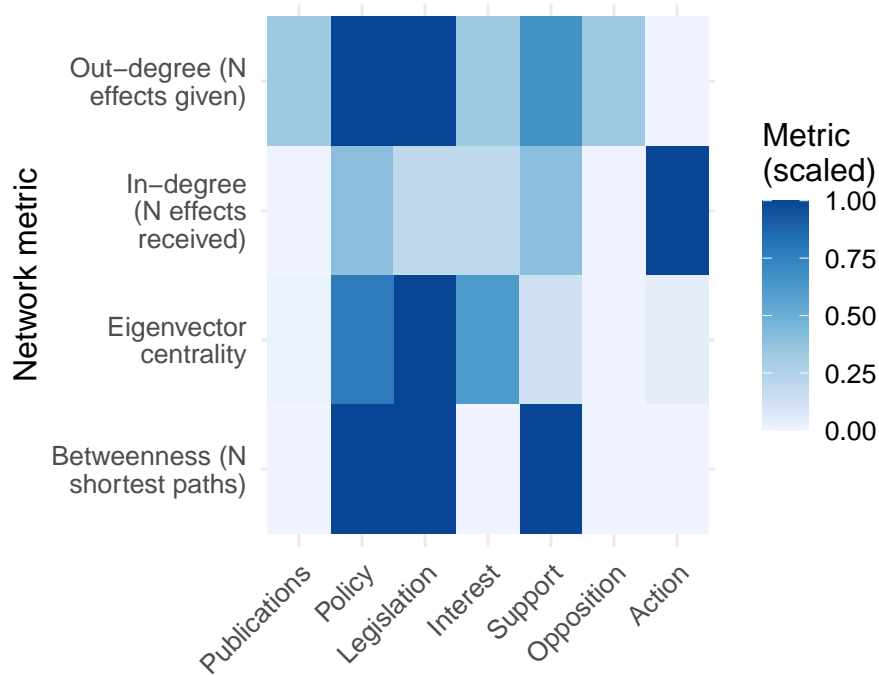 Out−degree (N
effects given)
In−degree
(N effects
received)
Eigenvector
centrality
Betweenness (N
shortest paths)
Network metric
Publications
Policy
Legislation
Interest
Support
Opposition
Action
Metric
(scaled)
1.00
0.75
0.50
0.25
0.00